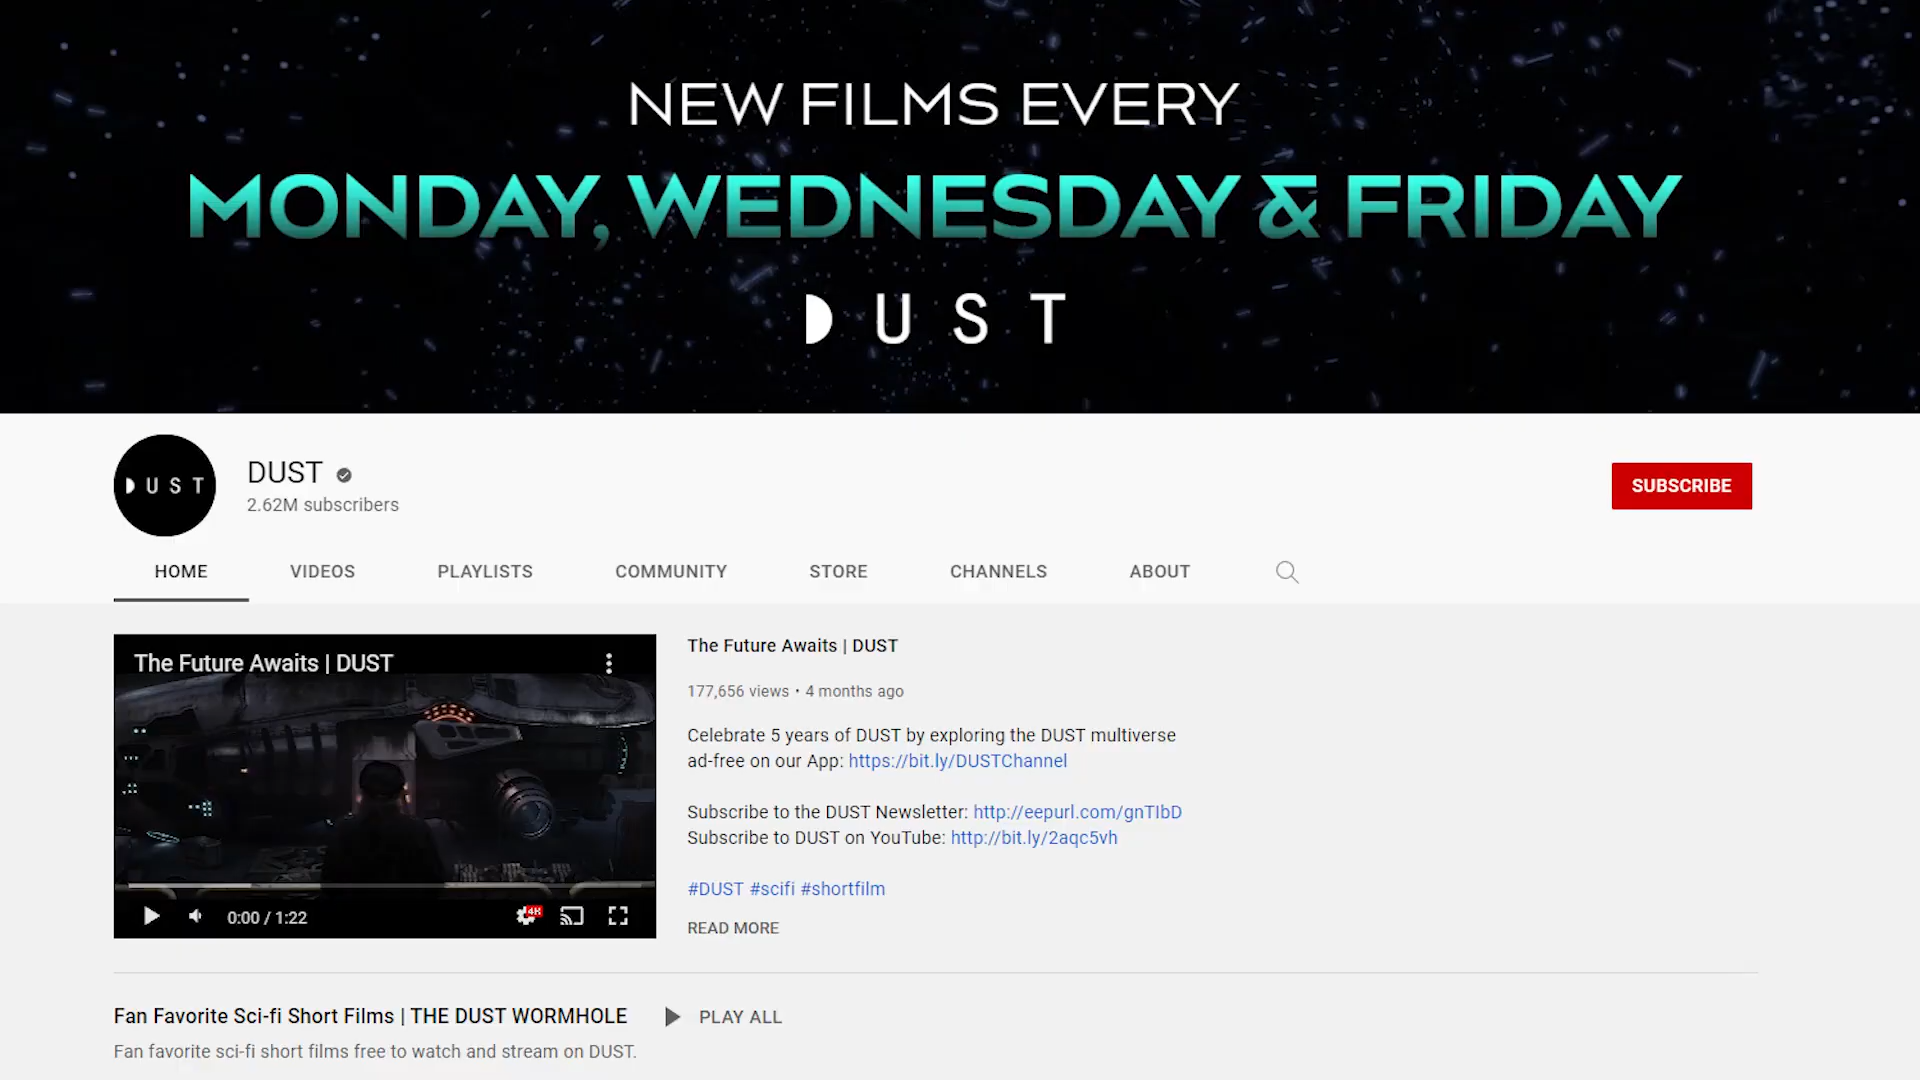 NEW FILMS EVERY
MONDAY, WEDNESDAY & FRIDAY
DUST
DUST
DUST
2.62M subscribers
SUBSCRIBE
HOME VIDEOS PLAYLISTS COMMUNITY STORE CHANNELS ABOUT
The Future Awaits | DUST
0:00 / 1:22
4K
The Future Awaits | DUST
177,656 views • 4 months ago
Celebrate 5 years of DUST by exploring the DUST multiverse
ad-free on our App: https://bit.ly/DUSTChannel
Subscribe to the DUST Newsletter: http://eepurl.com/gnTIbD
Subscribe to DUST on YouTube: http://bit.ly/2aqc5vh
#DUST #scifi #shortfilm
READ MORE
Fan Favorite Sci-fi Short Films | THE DUST WORMHOLE PLAY ALL
Fan favorite sci-fi short films free to watch and stream on DUST.